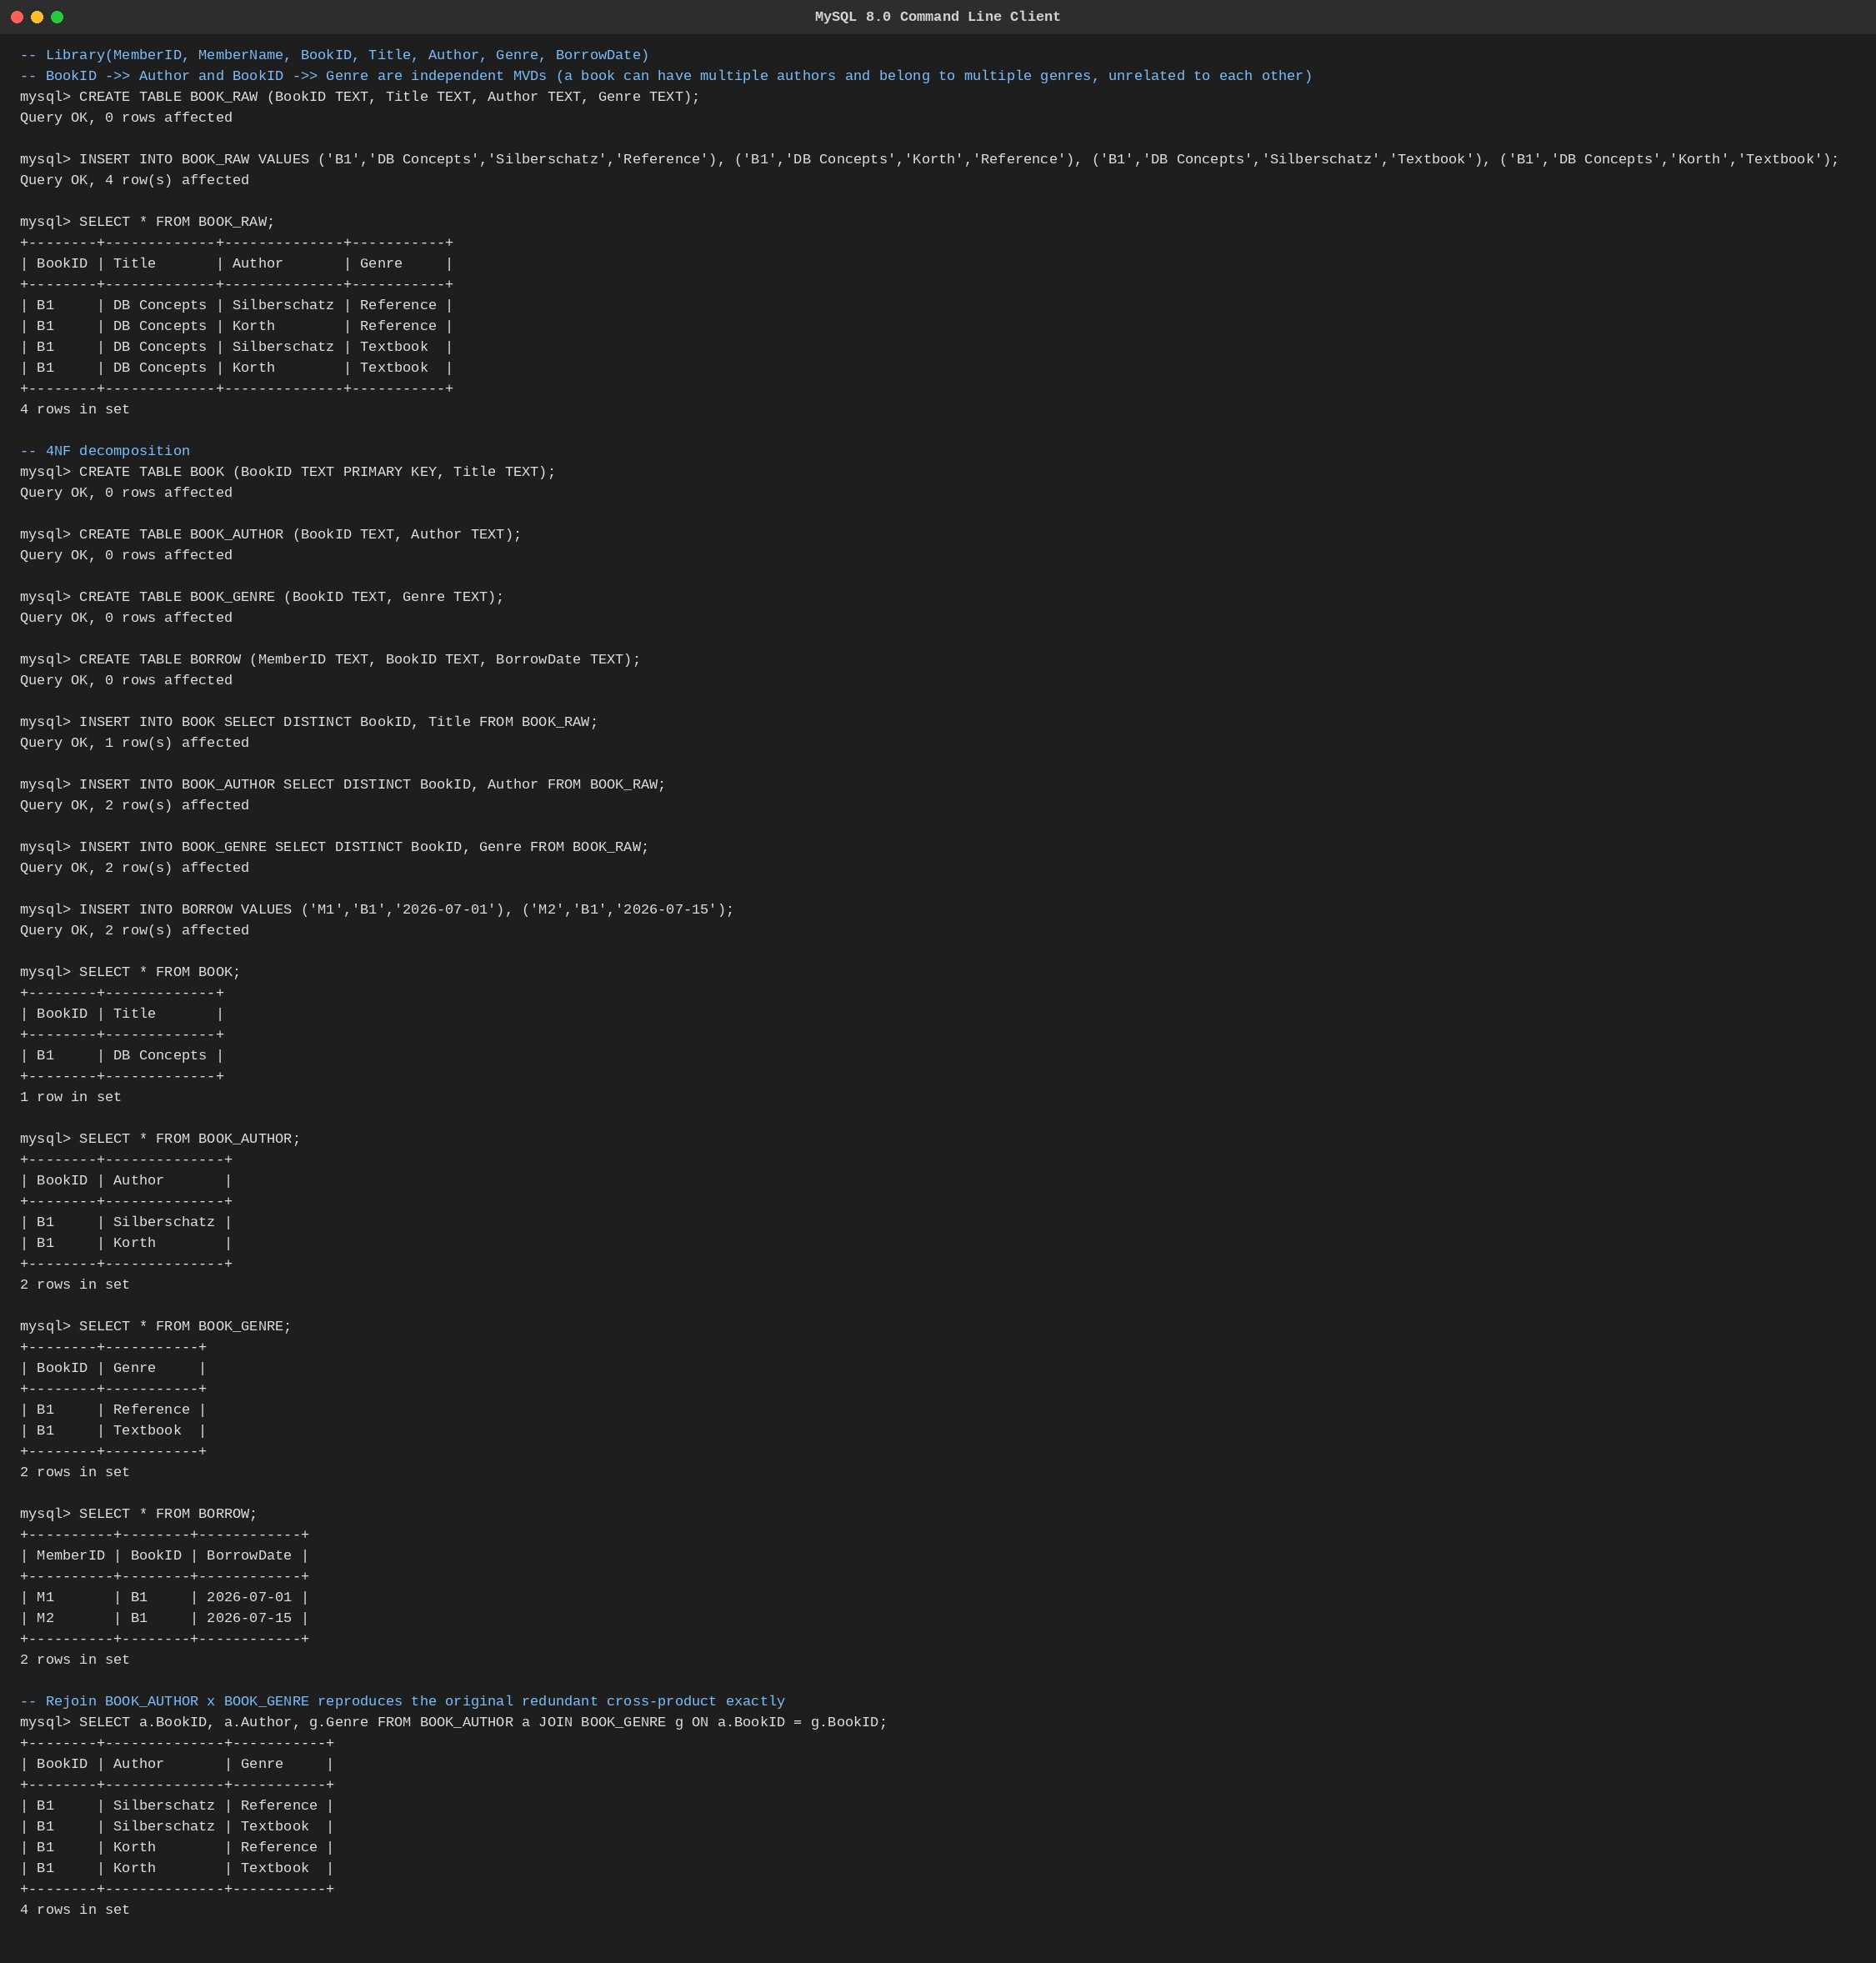 MySQL 8.0 Command Line Client
-- Library(MemberID, MemberName, BookID, Title, Author, Genre, BorrowDate)
-- BookID ->> Author and BookID ->> Genre are independent MVDs (a book can have multiple authors and belong to multiple genres, unrelated to each other)
mysql> CREATE TABLE BOOK_RAW (BookID TEXT, Title TEXT, Author TEXT, Genre TEXT);
Query OK, 0 rows affected

mysql> INSERT INTO BOOK_RAW VALUES ('B1','DB Concepts','Silberschatz','Reference'), ('B1','DB Concepts','Korth','Reference'), ('B1','DB Concepts','Silberschatz','Textbook'), ('B1','DB Concepts','Korth','Textbook');
Query OK, 4 row(s) affected

mysql> SELECT * FROM BOOK_RAW;
+--------+-------------+--------------+-----------+
| BookID | Title       | Author       | Genre     |
+--------+-------------+--------------+-----------+
| B1     | DB Concepts | Silberschatz | Reference |
| B1     | DB Concepts | Korth        | Reference |
| B1     | DB Concepts | Silberschatz | Textbook  |
| B1     | DB Concepts | Korth        | Textbook  |
+--------+-------------+--------------+-----------+
4 rows in set

-- 4NF decomposition
mysql> CREATE TABLE BOOK (BookID TEXT PRIMARY KEY, Title TEXT);
Query OK, 0 rows affected

mysql> CREATE TABLE BOOK_AUTHOR (BookID TEXT, Author TEXT);
Query OK, 0 rows affected

mysql> CREATE TABLE BOOK_GENRE (BookID TEXT, Genre TEXT);
Query OK, 0 rows affected

mysql> CREATE TABLE BORROW (MemberID TEXT, BookID TEXT, BorrowDate TEXT);
Query OK, 0 rows affected

mysql> INSERT INTO BOOK SELECT DISTINCT BookID, Title FROM BOOK_RAW;
Query OK, 1 row(s) affected

mysql> INSERT INTO BOOK_AUTHOR SELECT DISTINCT BookID, Author FROM BOOK_RAW;
Query OK, 2 row(s) affected

mysql> INSERT INTO BOOK_GENRE SELECT DISTINCT BookID, Genre FROM BOOK_RAW;
Query OK, 2 row(s) affected

mysql> INSERT INTO BORROW VALUES ('M1','B1','2026-07-01'), ('M2','B1','2026-07-15');
Query OK, 2 row(s) affected

mysql> SELECT * FROM BOOK;
+--------+-------------+
| BookID | Title       |
+--------+-------------+
| B1     | DB Concepts |
+--------+-------------+
1 row in set

mysql> SELECT * FROM BOOK_AUTHOR;
+--------+--------------+
| BookID | Author       |
+--------+--------------+
| B1     | Silberschatz |
| B1     | Korth        |
+--------+--------------+
2 rows in set

mysql> SELECT * FROM BOOK_GENRE;
+--------+-----------+
| BookID | Genre     |
+--------+-----------+
| B1     | Reference |
| B1     | Textbook  |
+--------+-----------+
2 rows in set

mysql> SELECT * FROM BORROW;
+----------+--------+------------+
| MemberID | BookID | BorrowDate |
+----------+--------+------------+
| M1       | B1     | 2026-07-01 |
| M2       | B1     | 2026-07-15 |
+----------+--------+------------+
2 rows in set

-- Rejoin BOOK_AUTHOR x BOOK_GENRE reproduces the original redundant cross-product exactly
mysql> SELECT a.BookID, a.Author, g.Genre FROM BOOK_AUTHOR a JOIN BOOK_GENRE g ON a.BookID = g.BookID;
+--------+--------------+-----------+
| BookID | Author       | Genre     |
+--------+--------------+-----------+
| B1     | Silberschatz | Reference |
| B1     | Silberschatz | Textbook  |
| B1     | Korth        | Reference |
| B1     | Korth        | Textbook  |
+--------+--------------+-----------+
4 rows in set